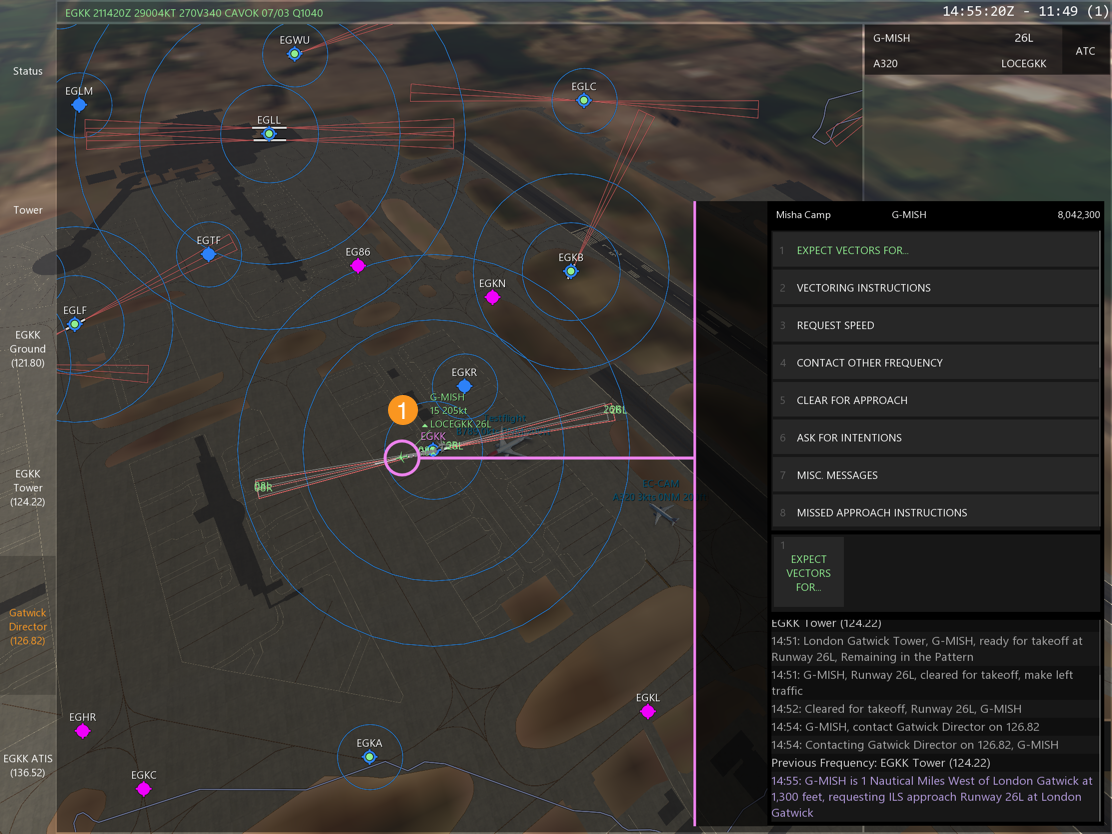 EGKK 211420Z 29004KT 270V340 CAVOK 07/03 Q1040
14:55:20Z - 11:49 (1)
G-MISH 26L
A320 LOCEGKK
ATC
Status
Tower
EGKK
Ground
(121.80)
EGKK
Tower
(124.22)
Gatwick
Director
(126.82)
EGKK ATIS
(136.52)
EGWU
EGLM
EGLL
EGLC
EGTF
EG86
EGKB
EGKN
EGLF
EGKR
1
G-MISH
15 205kt
LOCEGKK 26L
EGKK
26L
Testflight
EC-CAM
EGKL
EGHR
EGKA
EGKC
Misha Camp G-MISH 8,042,300
1 EXPECT VECTORS FOR...
2 VECTORING INSTRUCTIONS
3 REQUEST SPEED
4 CONTACT OTHER FREQUENCY
5 CLEAR FOR APPROACH
6 ASK FOR INTENTIONS
7 MISC. MESSAGES
8 MISSED APPROACH INSTRUCTIONS
1
EXPECT
VECTORS
FOR...
EGKK Tower (124.22)
14:51: London Gatwick Tower, G-MISH, ready for takeoff at
Runway 26L, Remaining in the Pattern
14:51: G-MISH, Runway 26L, cleared for takeoff, make left
traffic
14:52: Cleared for takeoff, Runway 26L, G-MISH
14:54: G-MISH, contact Gatwick Director on 126.82
14:54: Contacting Gatwick Director on 126.82, G-MISH
Previous Frequency: EGKK Tower (124.22)
14:55: G-MISH is 1 Nautical Miles West of London Gatwick at
1,300 feet, requesting ILS approach Runway 26L at London
Gatwick